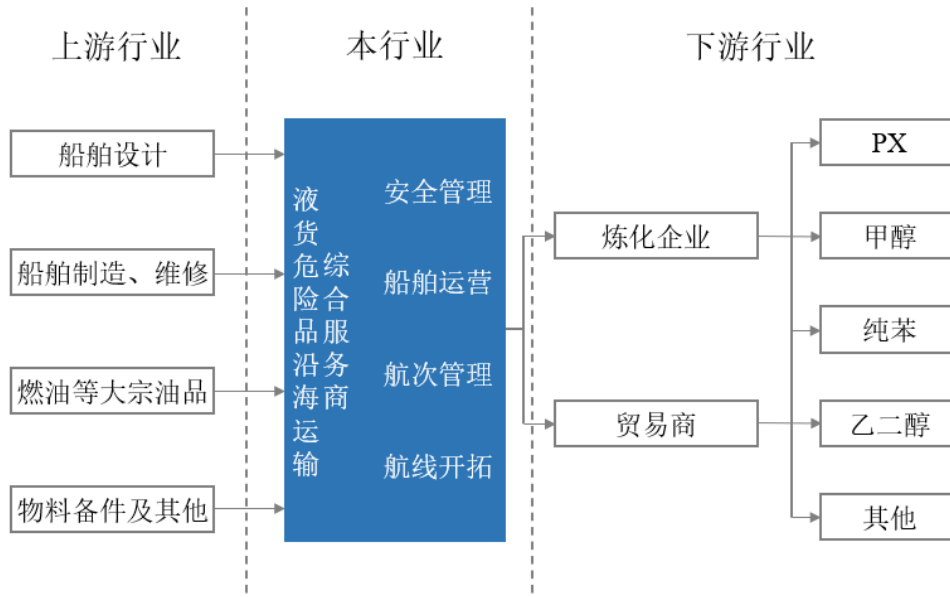 上游行业
本行业
下游行业
船舶设计
船舶制造、维修
燃油等大宗油品
物料备件及其他
液货危险品沿海运输
综合服务商
安全管理
船舶运营
航次管理
航线开拓
炼化企业
贸易商
PX
甲醇
纯苯
乙二醇
其他